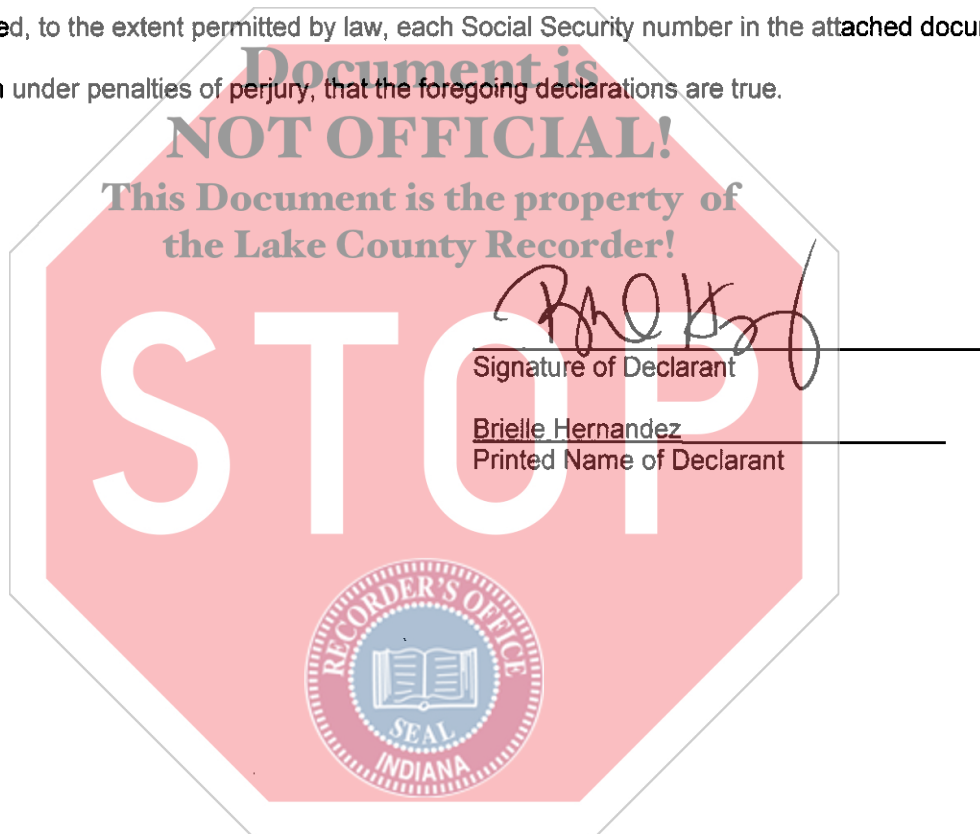 ed, to the extent permitted by law, each Social Security number in the attached docu
under penalties of perjury, that the foregoing declarations are true.
Document is
NOT OFFICIAL!
This Document is the property of
the Lake County Recorder!
Signature of Declarant
Brielle Hernandez
Printed Name of Declarant
STOP
RECORDER'S OFFICE
SEAL
INDIANA